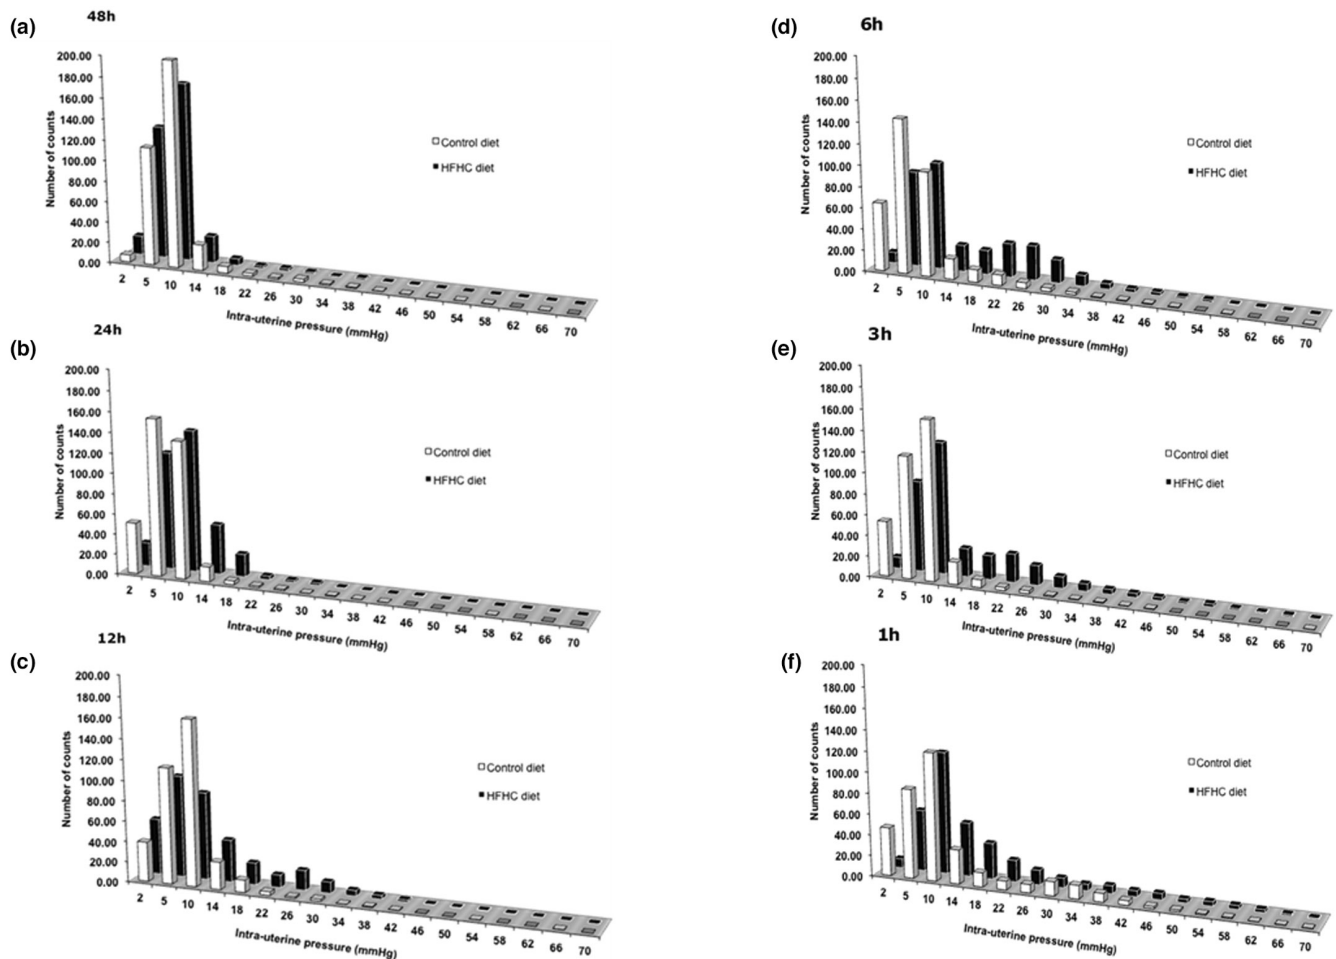 (a)
48h
200.00
180.00
160.00
140.00
120.00
100.00
80.00
60.00
40.00
20.00
0.00
Number of counts
2 5 10 14 18 22 26 30 34 38 42 46 50 54 58 62 66 70
Intra-uterine pressure (mmHg)
Control diet
HFHC diet
(b)
24h
200.00
180.00
160.00
140.00
120.00
100.00
80.00
60.00
40.00
20.00
0.00
Number of counts
2 5 10 14 18 22 26 30 34 38 42 46 50 54 58 62 66 70
Intra-uterine pressure (mmHg)
Control diet
HFHC diet
(c)
12h
200.00
180.00
160.00
140.00
120.00
100.00
80.00
60.00
40.00
20.00
0.00
Number of counts
2 5 10 14 18 22 26 30 34 38 42 46 50 54 58 62 66 70
Intra-uterine pressure (mmHg)
Control diet
HFHC diet
(d)
6h
200.00
180.00
160.00
140.00
120.00
100.00
80.00
60.00
40.00
20.00
0.00
Number of counts
2 5 10 14 18 22 26 30 34 38 42 46 50 54 58 62 66 70
Intra-uterine pressure (mmHg)
Control diet
HFHC diet
(e)
3h
200.00
180.00
160.00
140.00
120.00
100.00
80.00
60.00
40.00
20.00
0.00
Number of counts
2 5 10 14 18 22 26 30 34 38 42 46 50 54 58 62 66 70
Intra-uterine pressure (mmHg)
Control diet
HFHC diet
(f)
1h
200.00
180.00
160.00
140.00
120.00
100.00
80.00
60.00
40.00
20.00
0.00
Number of counts
2 5 10 14 18 22 26 30 34 38 42 46 50 54 58 62 66 70
Intra-uterine pressure (mmHg)
Control diet
HFHC diet